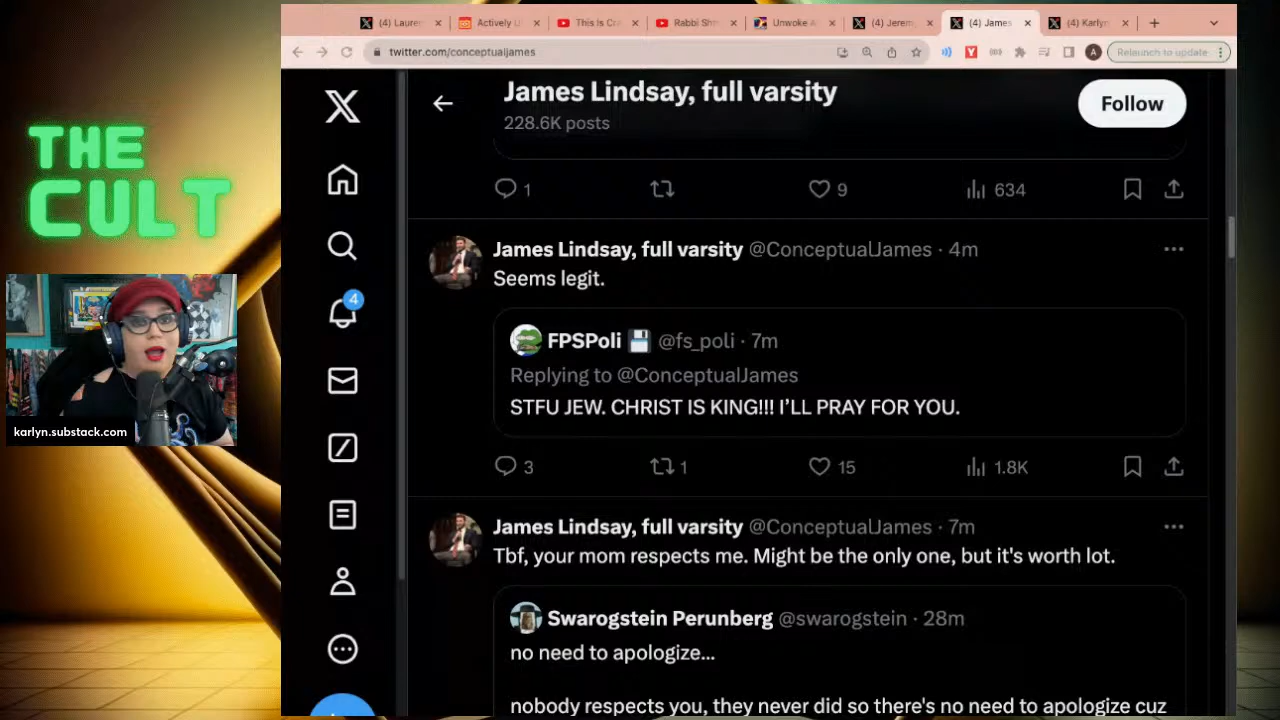 (4) Lauren
Actively U
This Is Cra
Rabbi Shm
Unwoke A
(4) Jerem
(4) James
(4) Karlyn
twitter.com/conceptualjames
A
Relaunch to update
THE
CULT
karlyn.substack.com
4
James Lindsay, full varsity
228.6K posts
Follow
1
9
634
James Lindsay, full varsity @ConceptualJames · 4m
Seems legit.
FPSPoli @fs_poli · 7m
Replying to @ConceptualJames
STFU JEW. CHRIST IS KING!!! I’LL PRAY FOR YOU.
3
1
15
1.8K
James Lindsay, full varsity @ConceptualJames · 7m
Tbf, your mom respects me. Might be the only one, but it's worth lot.
Swarogstein Perunberg @swarogstein · 28m
no need to apologize...
nobody respects you, they never did so there's no need to apologize cuz